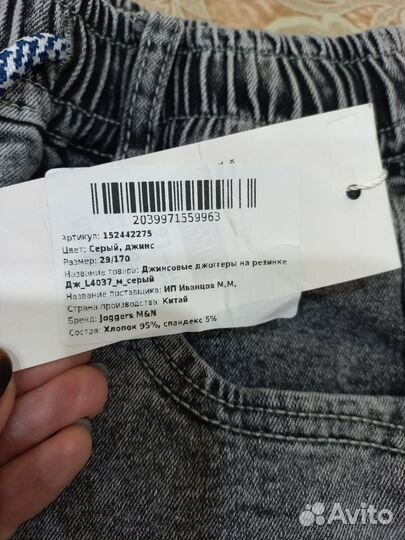 2039971559963
Артикул: 152442275
Цвет: Серый, джинс
Размер: 29/170
Название товара: Джинсовые джоггеры на резинке
Дж_L4037_м_серый
Название поставщика: ИП Иванцов М.М.
Страна производства: Китай
Бренд: Joggers M&N
Состав: Хлопок 95%, спандекс 5%
Avito